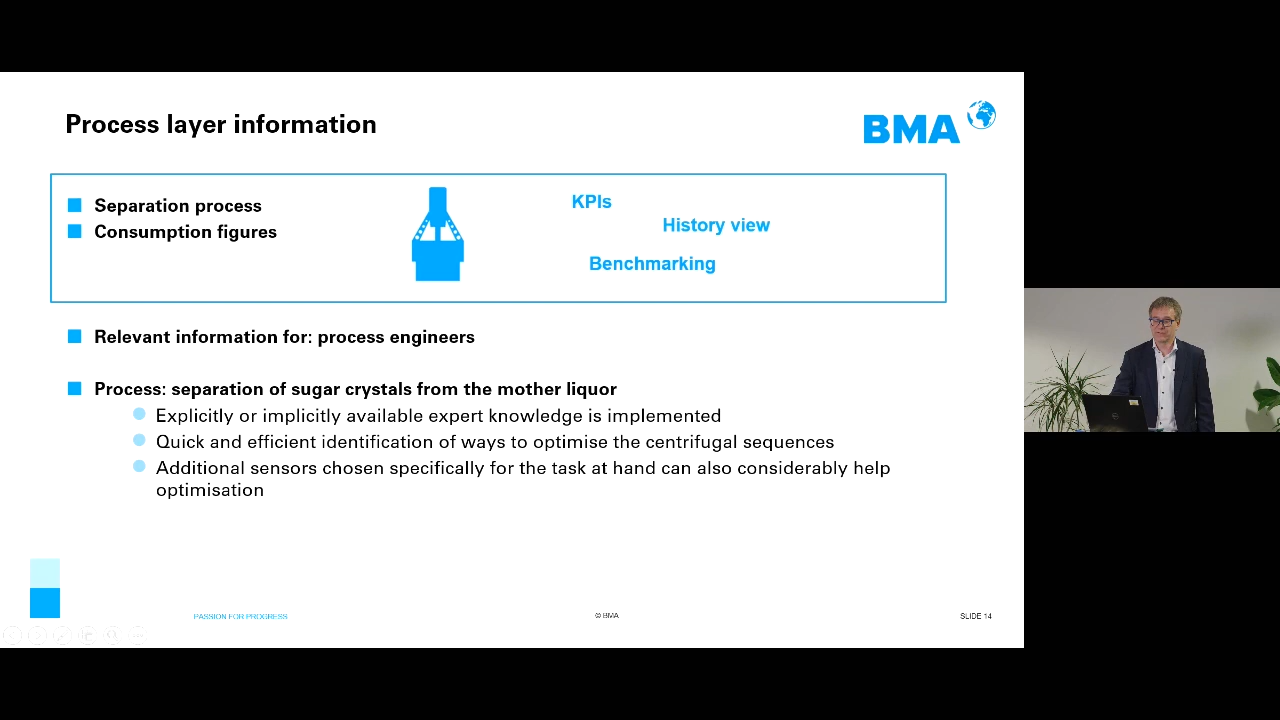 Process layer information
BMA
Separation process
Consumption figures
KPIs
History view
Benchmarking
Relevant information for: process engineers
Process: separation of sugar crystals from the mother liquor
Explicitly or implicitly available expert knowledge is implemented
Quick and efficient identification of ways to optimise the centrifugal sequences
Additional sensors chosen specifically for the task at hand can also considerably help
optimisation
PASSION FOR PROGRESS
© BMA
SLIDE 14